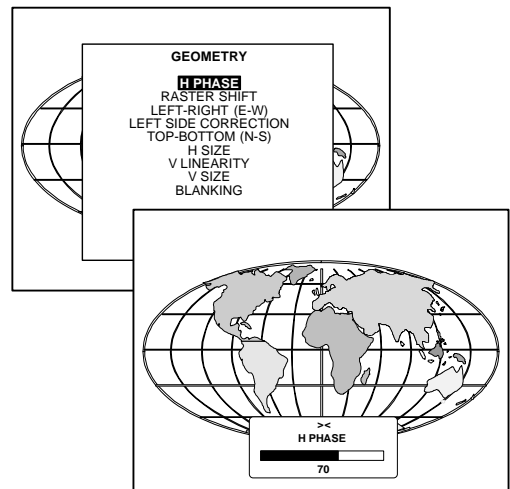 GEOMETRY
H PHASE
RASTER SHIFT
LEFT-RIGHT (E-W)
LEFT SIDE CORRECTION
TOP-BOTTOM (N-S)
H SIZE
V LINEARITY
V SIZE
BLANKING
><
H PHASE
70